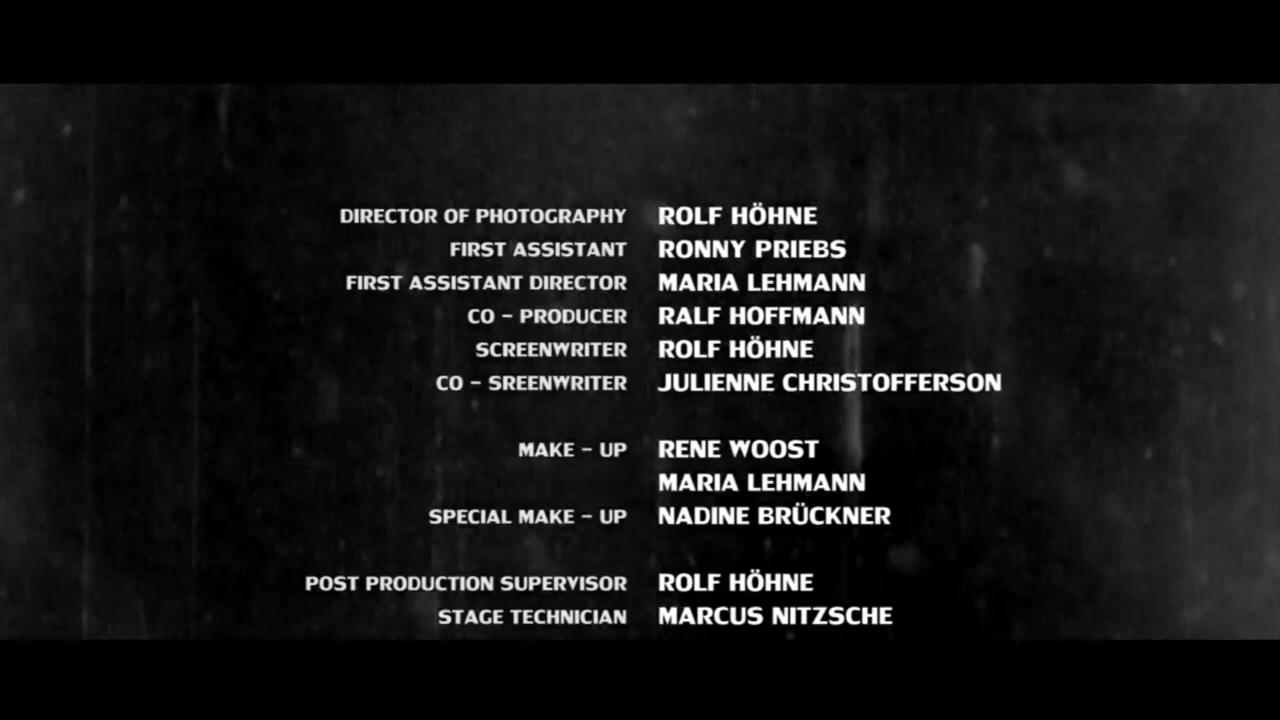 DIRECTOR OF PHOTOGRAPHY ROLF HÖHNE
FIRST ASSISTANT RONNY PRIEBS
FIRST ASSISTANT DIRECTOR MARIA LEHMANN
CO - PRODUCER RALF HOFFMANN
SCREENWRITER ROLF HÖHNE
CO - SREENWRITER JULIENNE CHRISTOFFERSON
MAKE - UP RENE WOOST
MARIA LEHMANN
SPECIAL MAKE - UP NADINE BRÜCKNER
POST PRODUCTION SUPERVISOR ROLF HÖHNE
STAGE TECHNICIAN MARCUS NITZSCHE